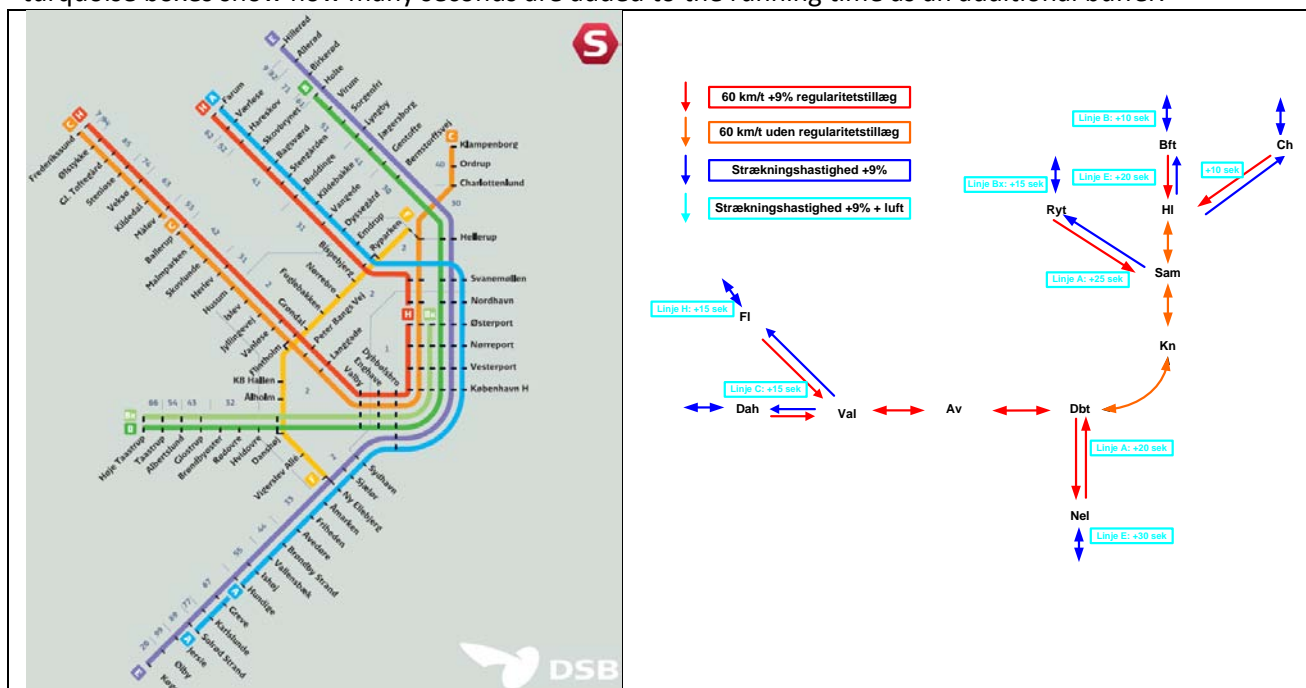 turquoise boxes show how many seconds are added to the running time as an additional buffer.
S
E
Hillerød
Allerød
Birkerød
Holte
Virum
Sorgenfri
Lyngby
Jægersborg
Gentofte
Bernstorffsvej
H
A
Farum
Værløse
Hareskov
Skovbrynet
Bagsværd
Stengården
Buddinge
Kildebakke
Vangede
Dyssegård
Emdrup
Ryparken
C
Klampenborg
Ordrup
Charlottenlund
Hellerup
Svanemøllen
Nordhavn
Østerport
Nørreport
Vesterport
København H
C
H
Frederikssund
Ølstykke
Gl. Toftegård
Stenløse
Veksø
Kildedal
Måløv
Ballerup
Malmparken
Skovlunde
Herlev
Husum
Islev
Jyllingevej
Vanløse
Flintholm
Bispebjerg
Nørrebro
Fuglebakken
Grøndal
Peter Bangs Vej
Langgade
Valby
Enghave
Dybbølsbro
KB Hallen
Ålholm
Bx
B
Høje Taastrup
Taastrup
Albertslund
Glostrup
Brøndbyøster
Rødovre
Hvidovre
Danshøj
Vigerslev Allé
F
Sydhavn
Sjælør
Ny Ellebjerg
Åmarken
Friheden
Avedøre
Brøndby Strand
Vallensbæk
Ishøj
Hundige
Greve
Karlslunde
Solrød Strand
Jersie
Ølby
DSB
60 km/t +9% regularitetstillæg
60 km/t uden regularitetstillæg
Strækningshastighed +9%
Strækningshastighed +9% + luft
Linje B: +10 sek
Bft
Ch
Linje Bx: +15 sek
Linje E: +20 sek
+10 sek
Ryt
Hl
Linje A: +25 sek
Sam
Linje H: +15 sek
Fl
Kn
Linje C: +15 sek
Dah
Val
Av
Dbt
Linje A: +20 sek
Nel
Linje E: +30 sek